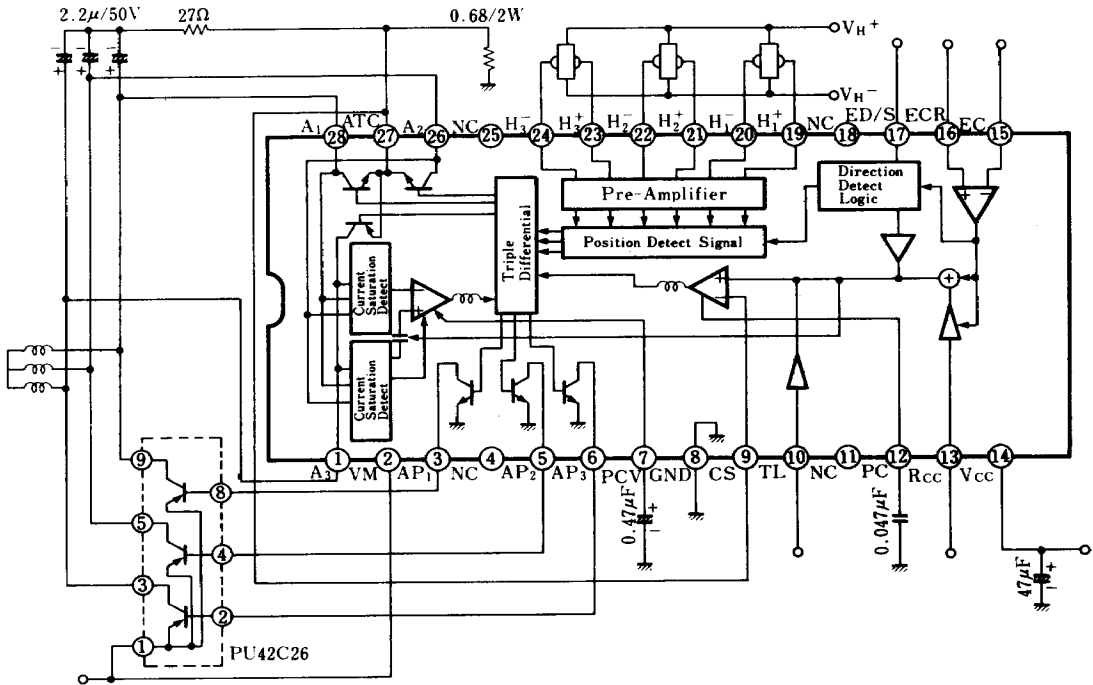 2.2μ/50V
27Ω
0.68/2W
VH+
VH−
A1
ATC
A2
NC
H3−
H3+
H2−
H2+
H1−
H1+
NC
ED/S
ECR
EC
28
27
26
25
24
23
22
21
20
19
18
17
16
15
Pre-Amplifier
Direction
Detect
Logic
Position Detect Signal
Triple
Differential
Current
Saturation
Detect
Current
Saturation
Detect
+
−
+
−
+
−
+
1
2
3
4
5
6
7
8
9
10
11
12
13
14
A3
VM
AP1
NC
AP2
AP3
PCV
GND
CS
TL
NC
PC
RCC
VCC
0.47μF
0.047μF
47μF
9
8
5
4
3
2
1
PU42C26